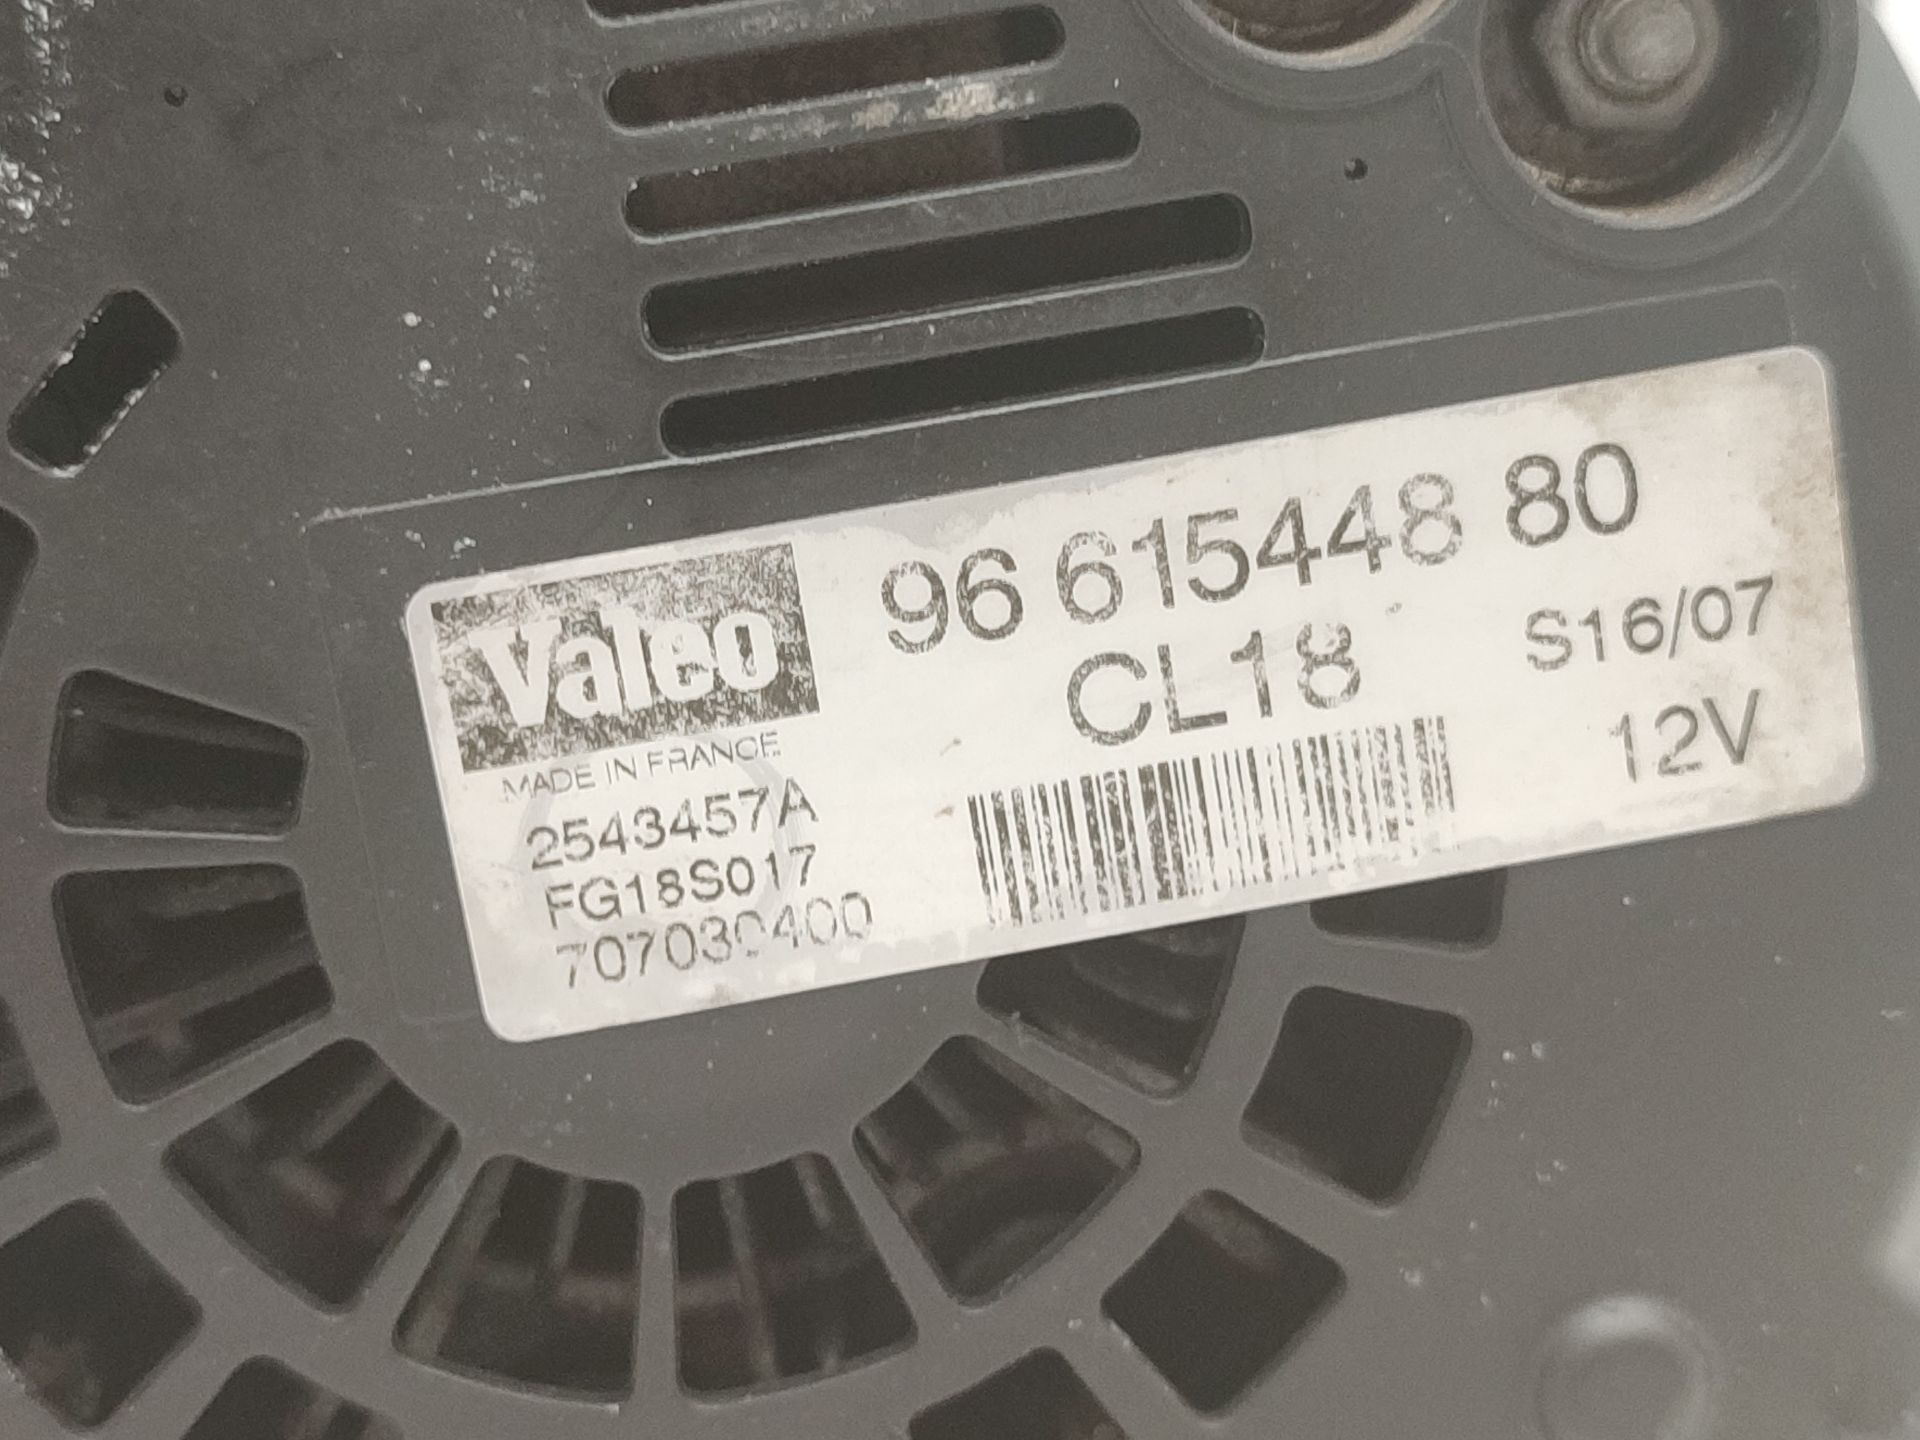 Valeo
MADE IN FRANCE
2543457A
FG18S017
707030400
96 615448 80
CL18
S16/07
12V